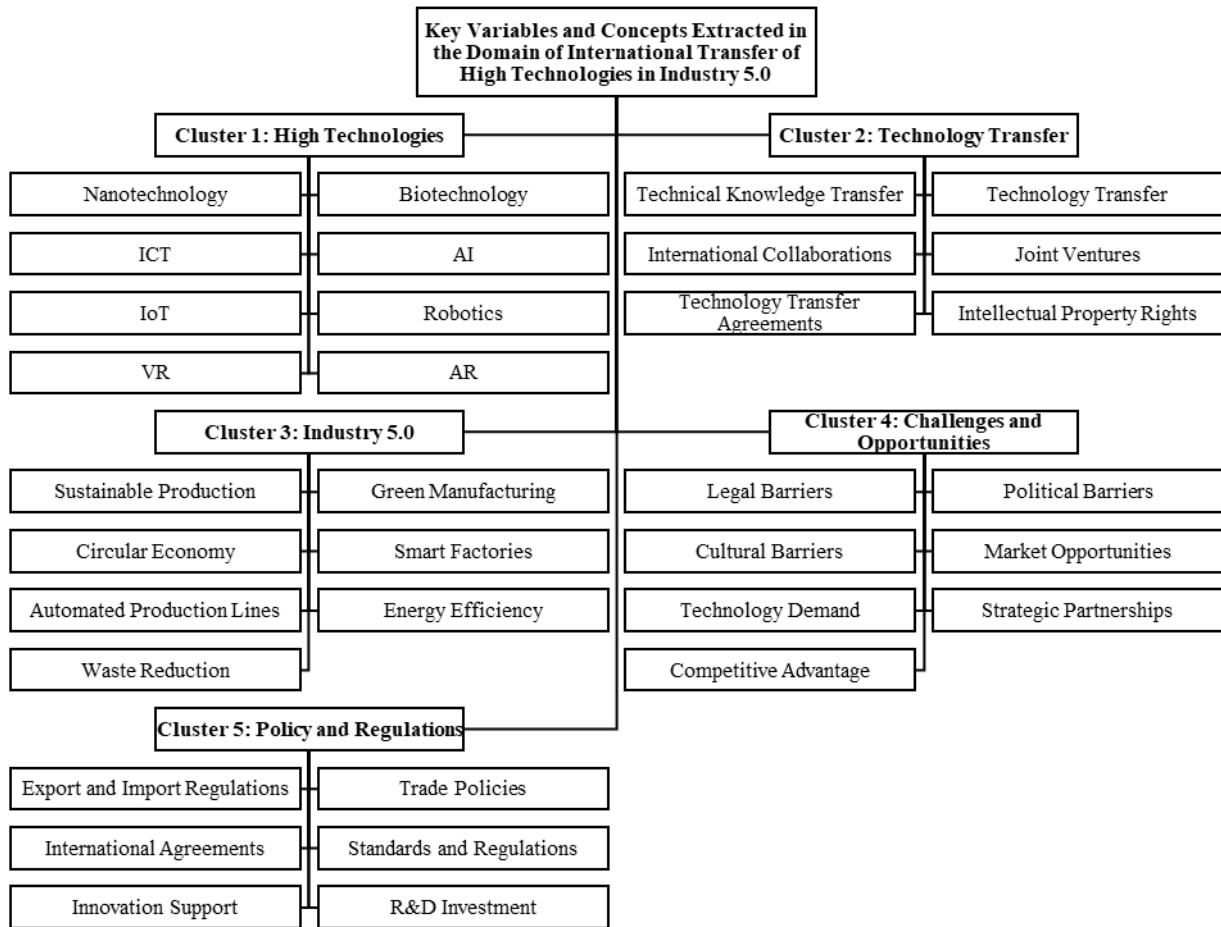 Key Variables and Concepts Extracted in
the Domain of International Transfer of
High Technologies in Industry 5.0
Cluster 1: High Technologies
Cluster 2: Technology Transfer
Nanotechnology
Biotechnology
Technical Knowledge Transfer
Technology Transfer
ICT
AI
International Collaborations
Joint Ventures
IoT
Robotics
Technology Transfer
Agreements
Intellectual Property Rights
VR
AR
Cluster 3: Industry 5.0
Cluster 4: Challenges and
Opportunities
Sustainable Production
Green Manufacturing
Legal Barriers
Political Barriers
Circular Economy
Smart Factories
Cultural Barriers
Market Opportunities
Automated Production Lines
Energy Efficiency
Technology Demand
Strategic Partnerships
Waste Reduction
Competitive Advantage
Cluster 5: Policy and Regulations
Export and Import Regulations
Trade Policies
International Agreements
Standards and Regulations
Innovation Support
R&D Investment